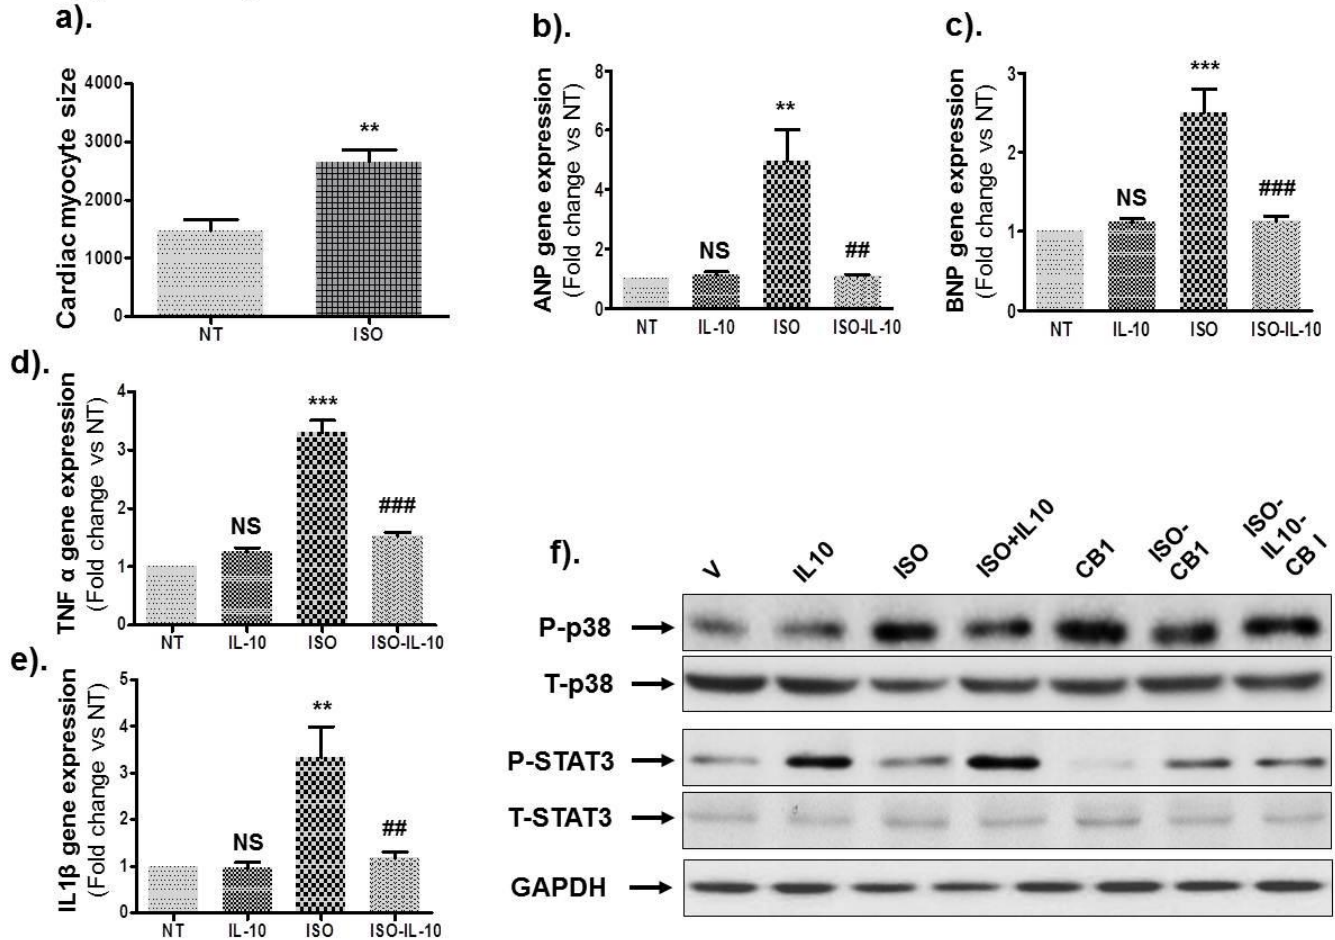 a).
Cardiac myocyte size
4000
3000
2000
1000
0
**
NT
ISO
b).
ANP gene expression
(Fold change vs NT)
8
6
4
2
0
NS
**
##
NT
IL-10
ISO
ISO-IL-10
c).
BNP gene expression
(Fold change vs NT)
3
2
1
0
NS
***
###
NT
IL-10
ISO
ISO-IL-10
d).
TNF α gene expression
(Fold change vs NT)
4
3
2
1
0
NS
***
###
NT
IL-10
ISO
ISO-IL-10
e).
IL1β gene expression
(Fold change vs NT)
5
4
3
2
1
0
NS
**
##
NT
IL-10
ISO
ISO-IL-10
f).
V
IL10
ISO
ISO+IL10
CB1
ISO-
CB1
ISO-
IL10-
CB I
P-p38
T-p38
P-STAT3
T-STAT3
GAPDH